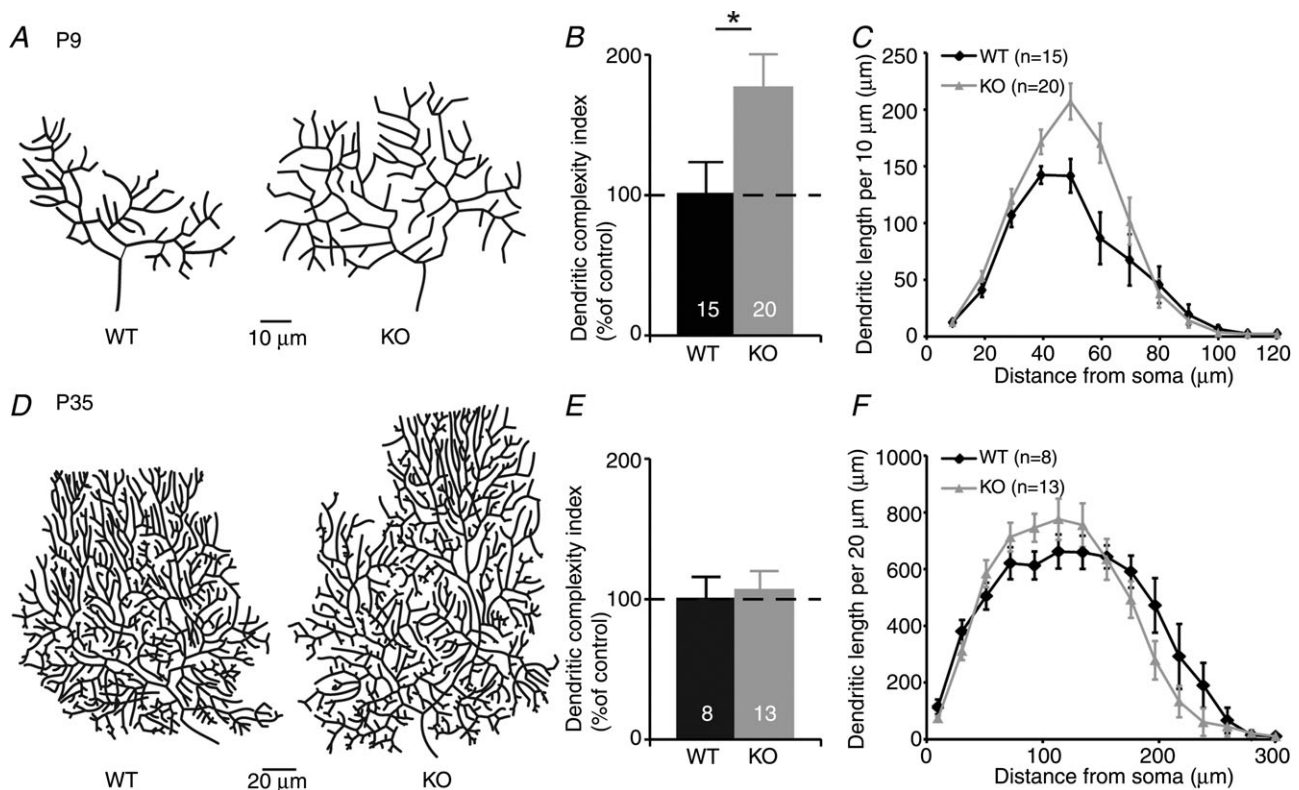 A P9
WT
10 μm
KO
B
*
Dendritic complexity index
(%of control)
200
100
0
15
20
WT
KO
C
WT (n=15)
KO (n=20)
Dendritic length per 10 μm (μm)
250
200
150
100
50
0
0 20 40 60 80 100 120
Distance from soma (μm)
D P35
WT
20 μm
KO
E
Dendritic complexity index
(%of control)
200
100
0
8
13
WT
KO
F
WT (n=8)
KO (n=13)
Dendritic length per 20 μm (μm)
1000
800
600
400
200
0
0 100 200 300
Distance from soma (μm)